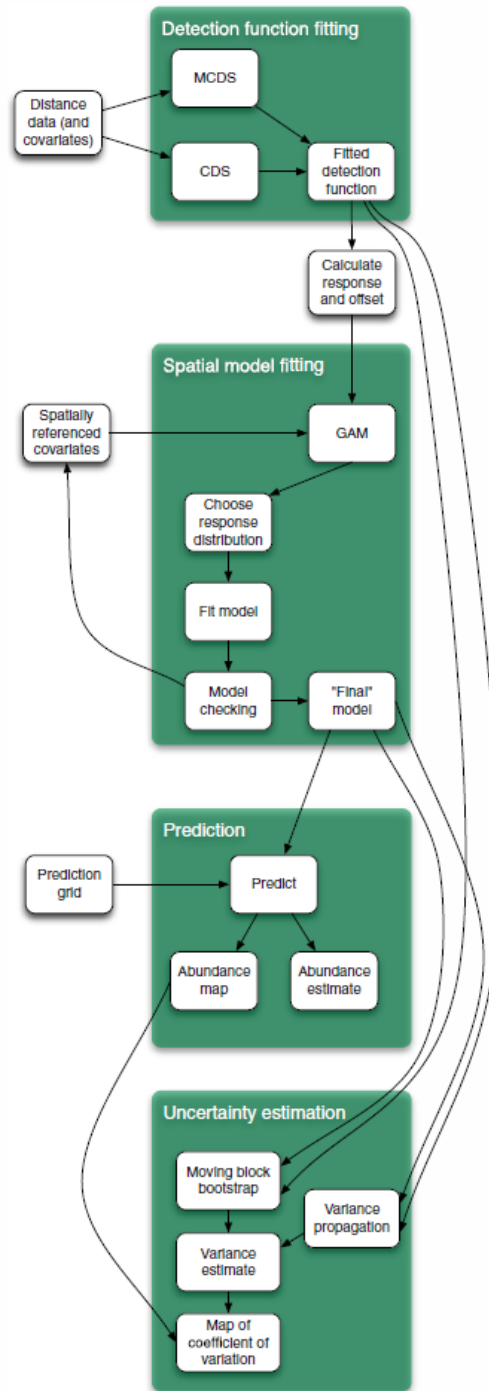 Detection function fitting
MCDS
Distance
data (and
covariates)
CDS
Fitted
detection
function
Calculate
response
and offset
Spatial model fitting
Spatially
referenced
covariates
GAM
Choose
response
distribution
Fit model
Model
checking
"Final"
model
Prediction
Prediction
grid
Predict
Abundance
map
Abundance
estimate
Uncertainty estimation
Moving block
bootstrap
Variance
propagation
Variance
estimate
Map of
coefficient of
variation